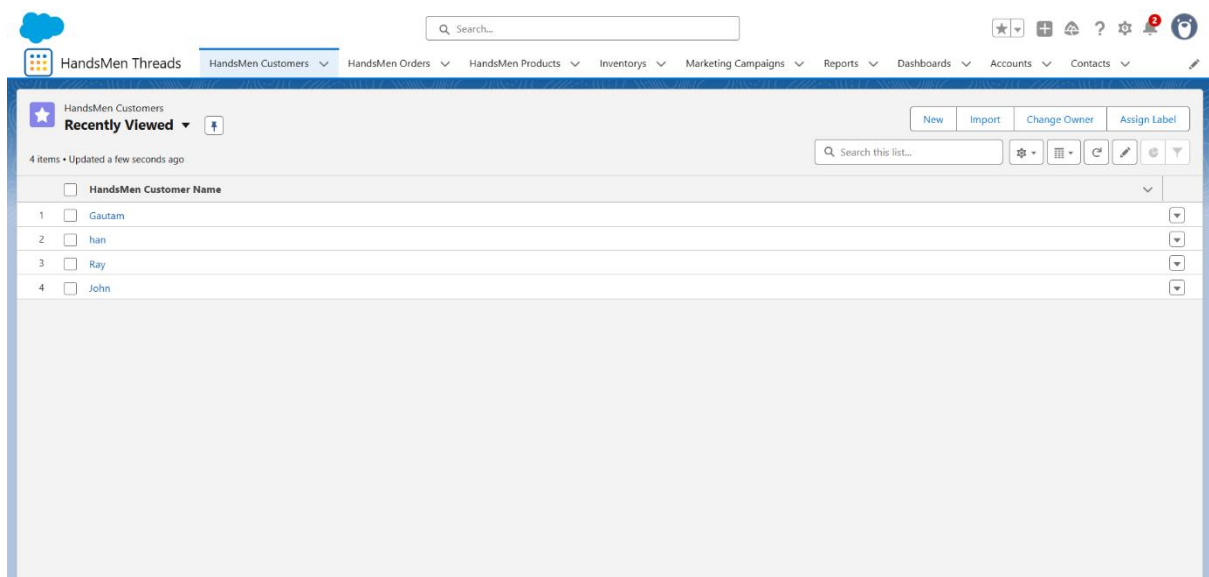 Search...
2
HandsMen Threads HandsMen Customers HandsMen Orders HandsMen Products Inventorys Marketing Campaigns Reports Dashboards Accounts Contacts
HandsMen Customers
Recently Viewed
New Import Change Owner Assign Label
4 items • Updated a few seconds ago
Search this list...
HandsMen Customer Name
1 Gautam
2 han
3 Ray
4 John